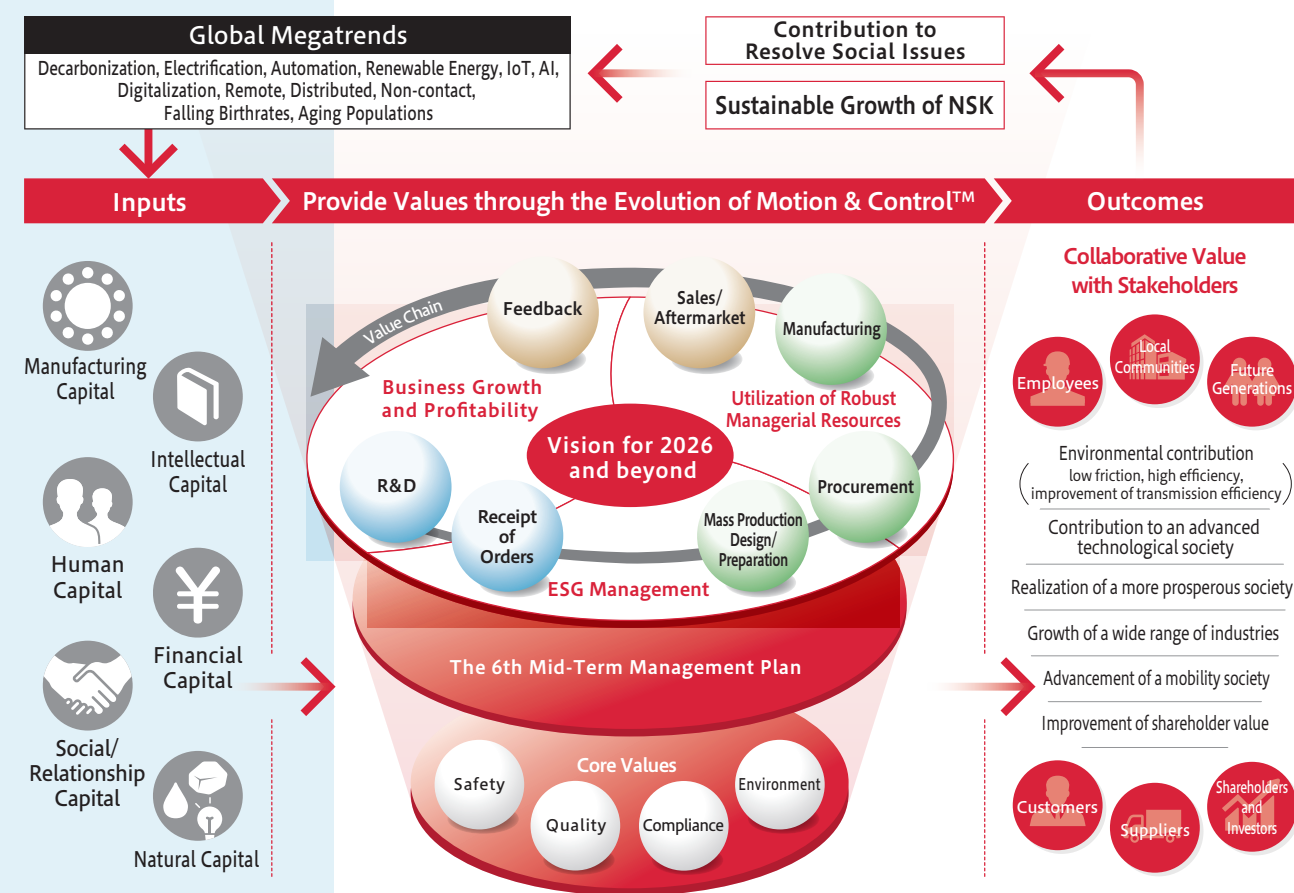 Global Megatrends
Decarbonization, Electrification, Automation, Renewable Energy, IoT, AI,
Digitalization, Remote, Distributed, Non-contact,
Falling Birthrates, Aging Populations
Contribution to
Resolve Social Issues
Sustainable Growth of NSK
Inputs
Provide Values through the Evolution of Motion & Control™
Outcomes
Manufacturing
Capital
Intellectual
Capital
Human
Capital
Financial
Capital
Social/
Relationship
Capital
Natural Capital
Value Chain
Feedback
Sales/
Aftermarket
Manufacturing
Business Growth
and Profitability
Utilization of Robust
Managerial Resources
Vision for 2026
and beyond
R&D
Receipt
of
Orders
Mass Production
Design/
Preparation
Procurement
ESG Management
The 6th Mid-Term Management Plan
Core Values
Safety
Quality
Compliance
Environment
Collaborative Value
with Stakeholders
Employees
Local
Communities
Future
Generations
Environmental contribution
(low friction, high efficiency,
improvement of transmission efficiency)
Contribution to an advanced
technological society
Realization of a more prosperous society
Growth of a wide range of industries
Advancement of a mobility society
Improvement of shareholder value
Customers
Suppliers
Shareholders
and
Investors